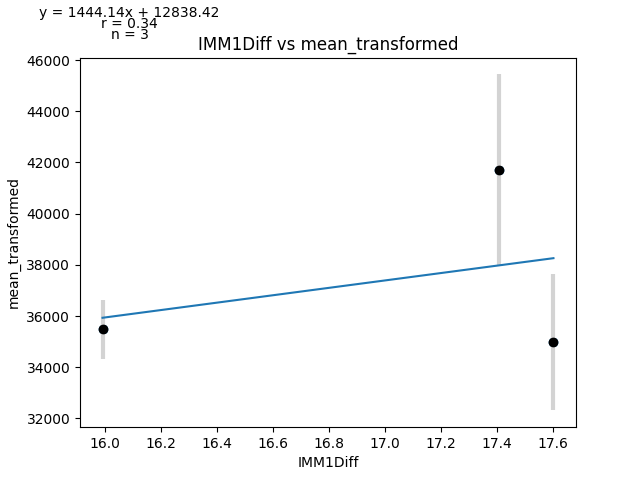 y = 1444.14x + 12838.42
r = 0.34
n = 3
IMM1Diff vs mean_transformed
46000
44000
42000
40000
38000
36000
34000
32000
mean_transformed
16.0 16.2 16.4 16.6 16.8 17.0 17.2 17.4 17.6
IMM1Diff